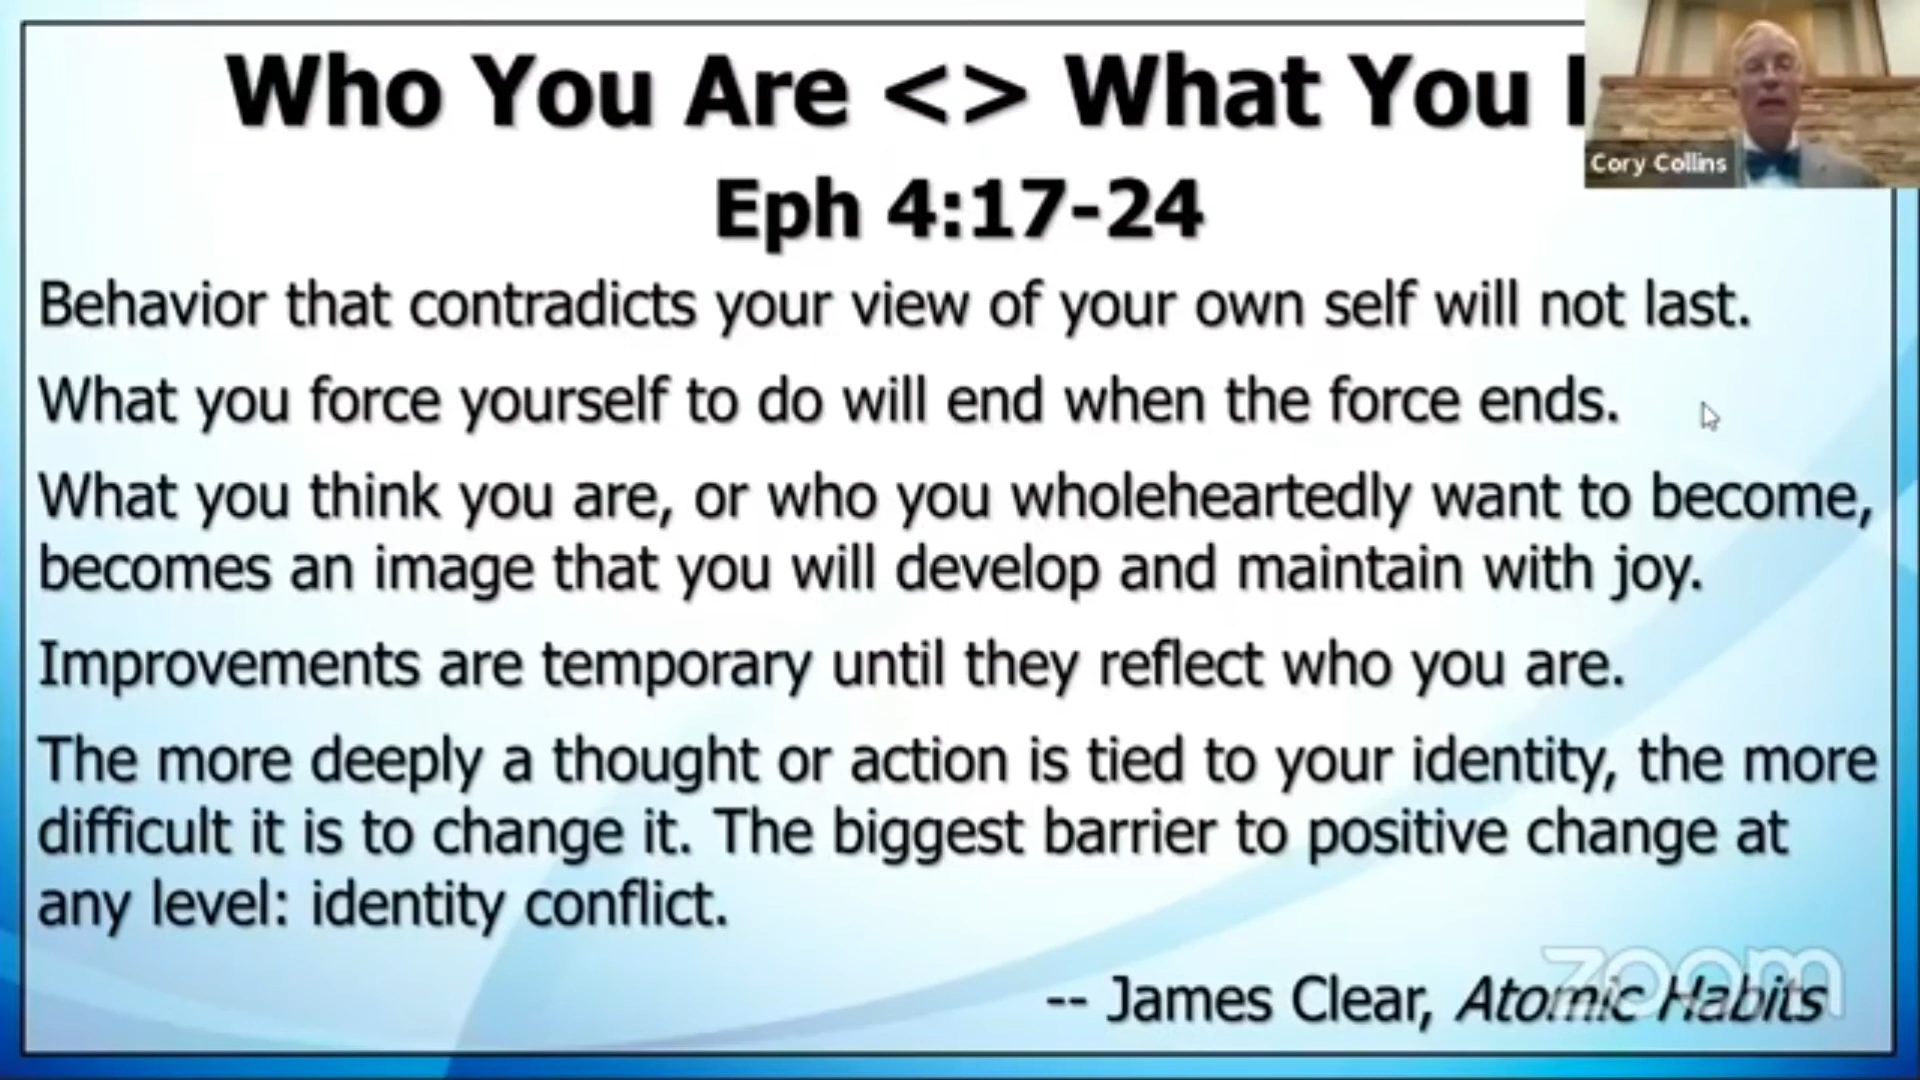 Who You Are <> What You
Cory Collins
Eph 4:17-24
Behavior that contradicts your view of your own self will not last.
What you force yourself to do will end when the force ends.
What you think you are, or who you wholeheartedly want to become,
becomes an image that you will develop and maintain with joy.
Improvements are temporary until they reflect who you are.
The more deeply a thought or action is tied to your identity, the more
difficult it is to change it. The biggest barrier to positive change at
any level: identity conflict.
-- James Clear, Atomic Habits
zoom